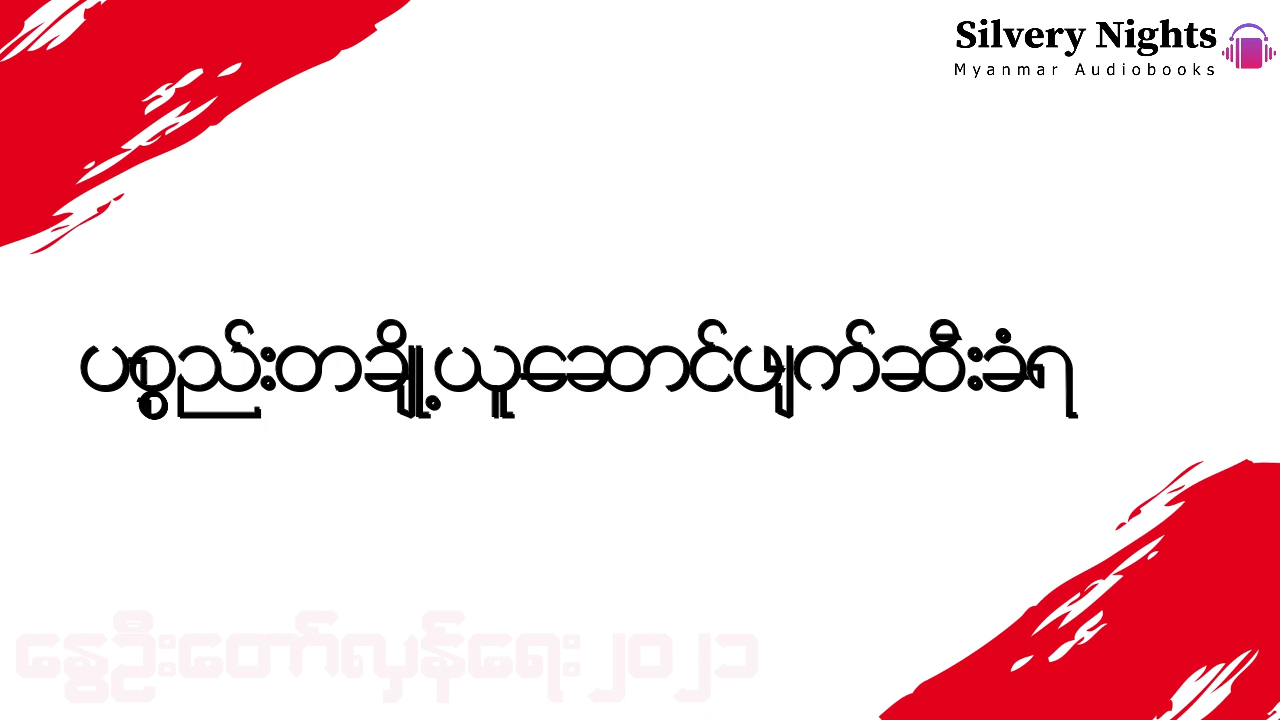 Silvery Nights
Myanmar Audiobooks
ပစ္စည်းတချို့ယူဆောင်ဖျက်ဆီးခံရ
နွေဦးတော်လှန်ရေး ၂၀၂၁